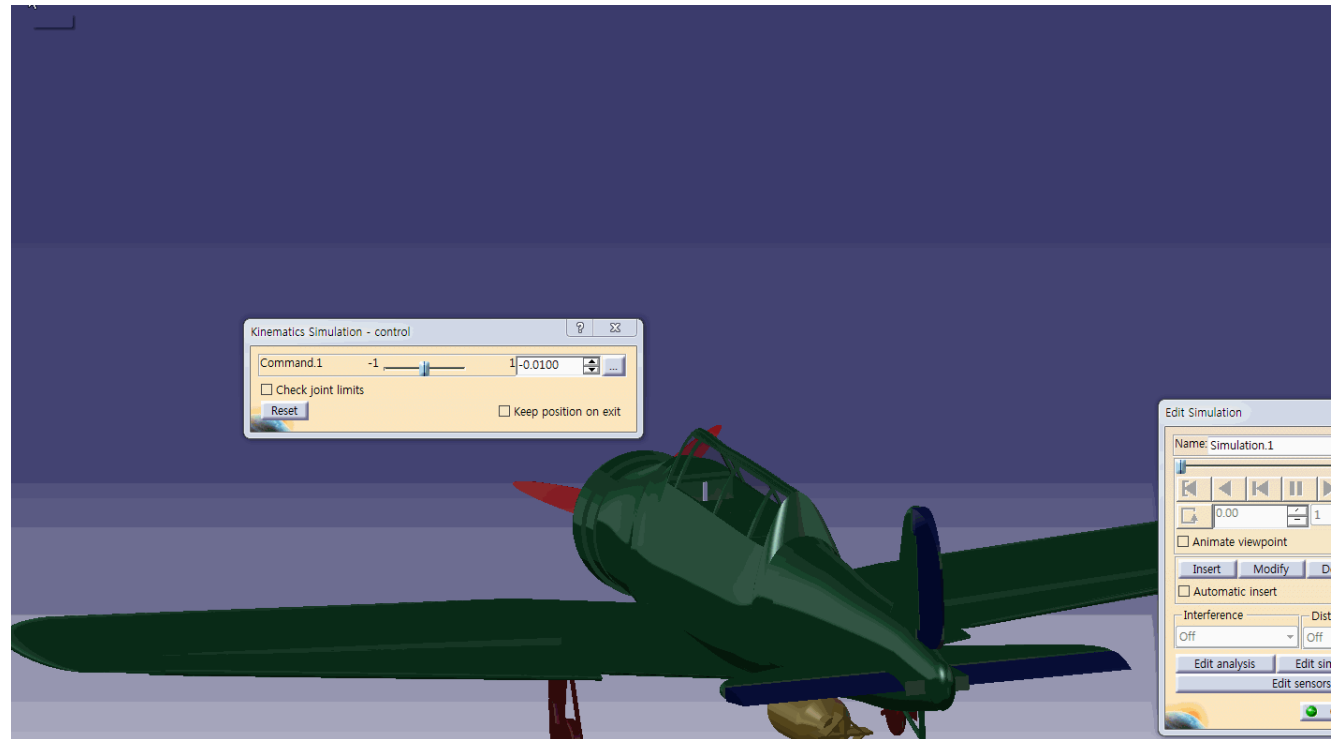 Kinematics Simulation - control
Command.1 -1 1 -0.0100 ...
Check joint limits
Reset Keep position on exit
Edit Simulation
Name: Simulation.1
0.00 1
Animate viewpoint
Insert Modify
Automatic insert
Interference
Off Off
Edit analysis Edit
Edit sensors